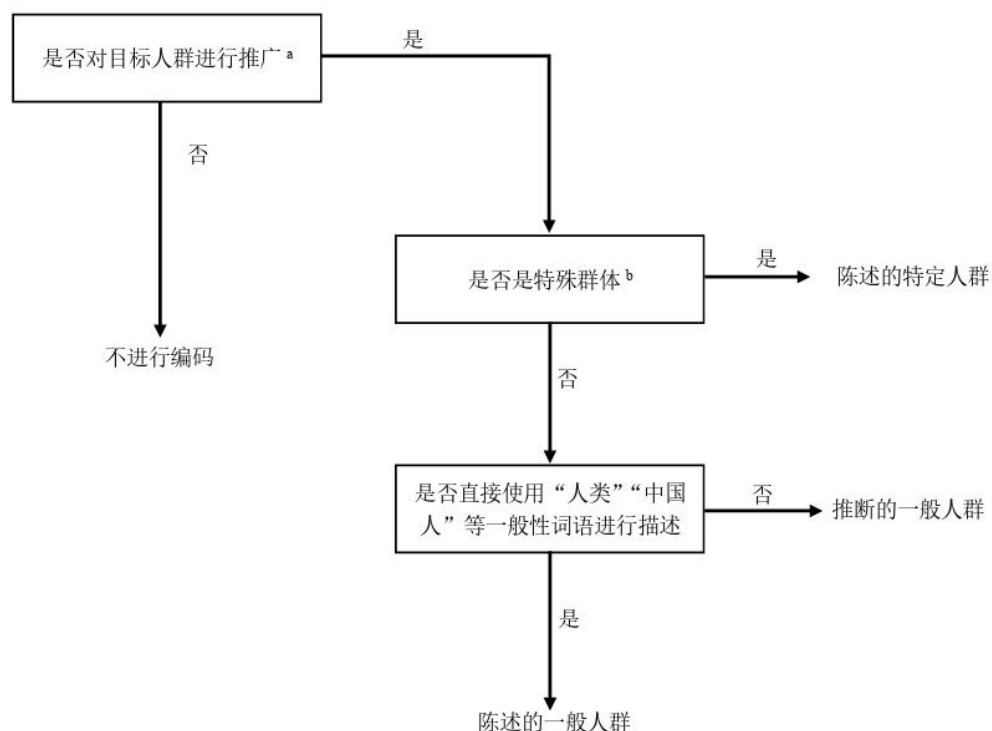 是否对目标人群进行推广a
是
否
是否是特殊群体b
是
陈述的特定人群
不进行编码
否
是否直接使用“人类”“中国
人”等一般性词语进行描述
否
推断的一般人群
是
陈述的一般人群